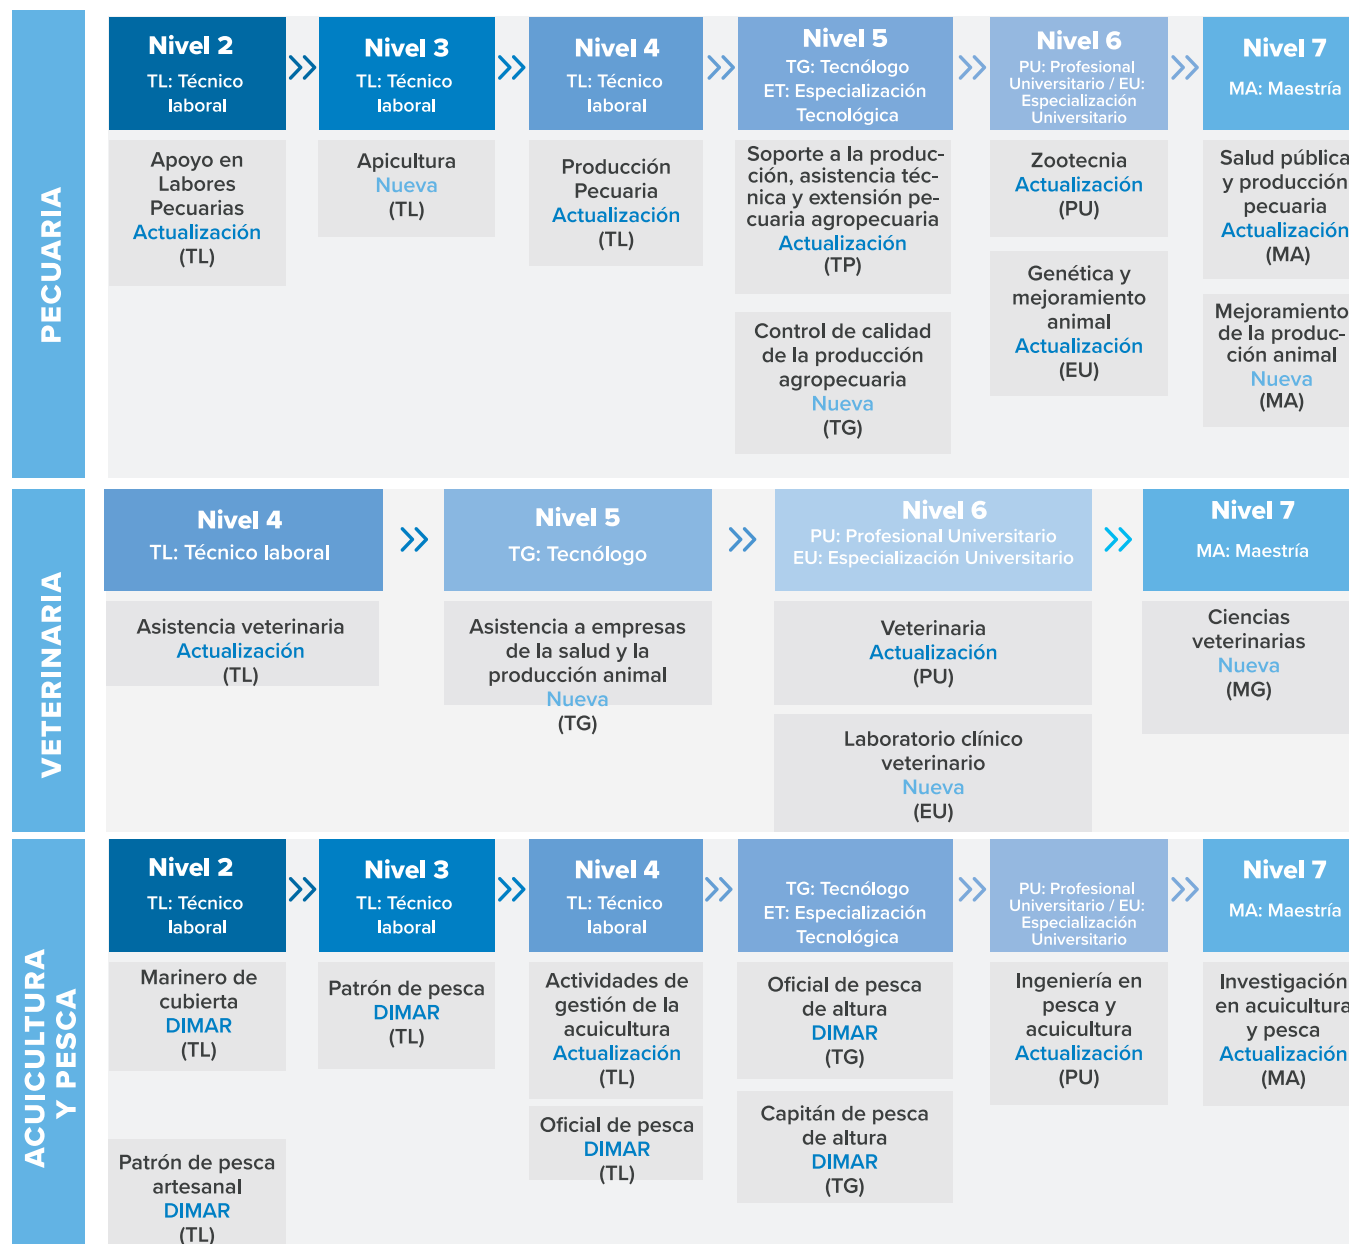 PECUARIA
Nivel 2
TL: Técnico
laboral
Nivel 3
TL: Técnico
laboral
Nivel 4
TL: Técnico
laboral
Nivel 5
TG: Tecnólogo
ET: Especialización
Tecnológica
Nivel 6
PU: Profesional
Universitario / EU:
Especialización
Universitario
Nivel 7
MA: Maestría
Apoyo en
Labores
Pecuarias
Actualización
(TL)
Apicultura
Nueva
(TL)
Producción
Pecuaria
Actualización
(TL)
Soporte a la produc-
ción, asistencia téc-
nica y extensión pe-
cuaria agropecuaria
Actualización
(TP)
Control de calidad
de la producción
agropecuaria
Nueva
(TG)
Zootecnia
Actualización
(PU)
Genética y
mejoramiento
animal
Actualización
(EU)
Salud pública
y producción
pecuaria
Actualización
(MA)
Mejoramiento
de la produc-
ción animal
Nueva
(MA)
VETERINARIA
Nivel 4
TL: Técnico laboral
Nivel 5
TG: Tecnólogo
Nivel 6
PU: Profesional Universitario
EU: Especialización Universitario
Nivel 7
MA: Maestría
Asistencia veterinaria
Actualización
(TL)
Asistencia a empresas
de la salud y la
producción animal
Nueva
(TG)
Veterinaria
Actualización
(PU)
Laboratorio clínico
veterinario
Nueva
(EU)
Ciencias
veterinarias
Nueva
(MG)
ACUICULTURA
Y PESCA
Nivel 2
TL: Técnico
laboral
Nivel 3
TL: Técnico
laboral
Nivel 4
TL: Técnico
laboral
TG: Tecnólogo
ET: Especialización
Tecnológica
PU: Profesional
Universitario / EU:
Especialización
Universitario
Nivel 7
MA: Maestría
Marinero de
cubierta
DIMAR
(TL)
Patrón de pesca
artesanal
DIMAR
(TL)
Patrón de pesca
DIMAR
(TL)
Actividades de
gestión de la
acuicultura
Actualización
(TL)
Oficial de pesca
DIMAR
(TL)
Oficial de pesca
de altura
DIMAR
(TG)
Capitán de pesca
de altura
DIMAR
(TG)
Ingeniería en
pesca y
acuicultura
Actualización
(PU)
Investigación
en acuicultura
y pesca
Actualización
(MA)